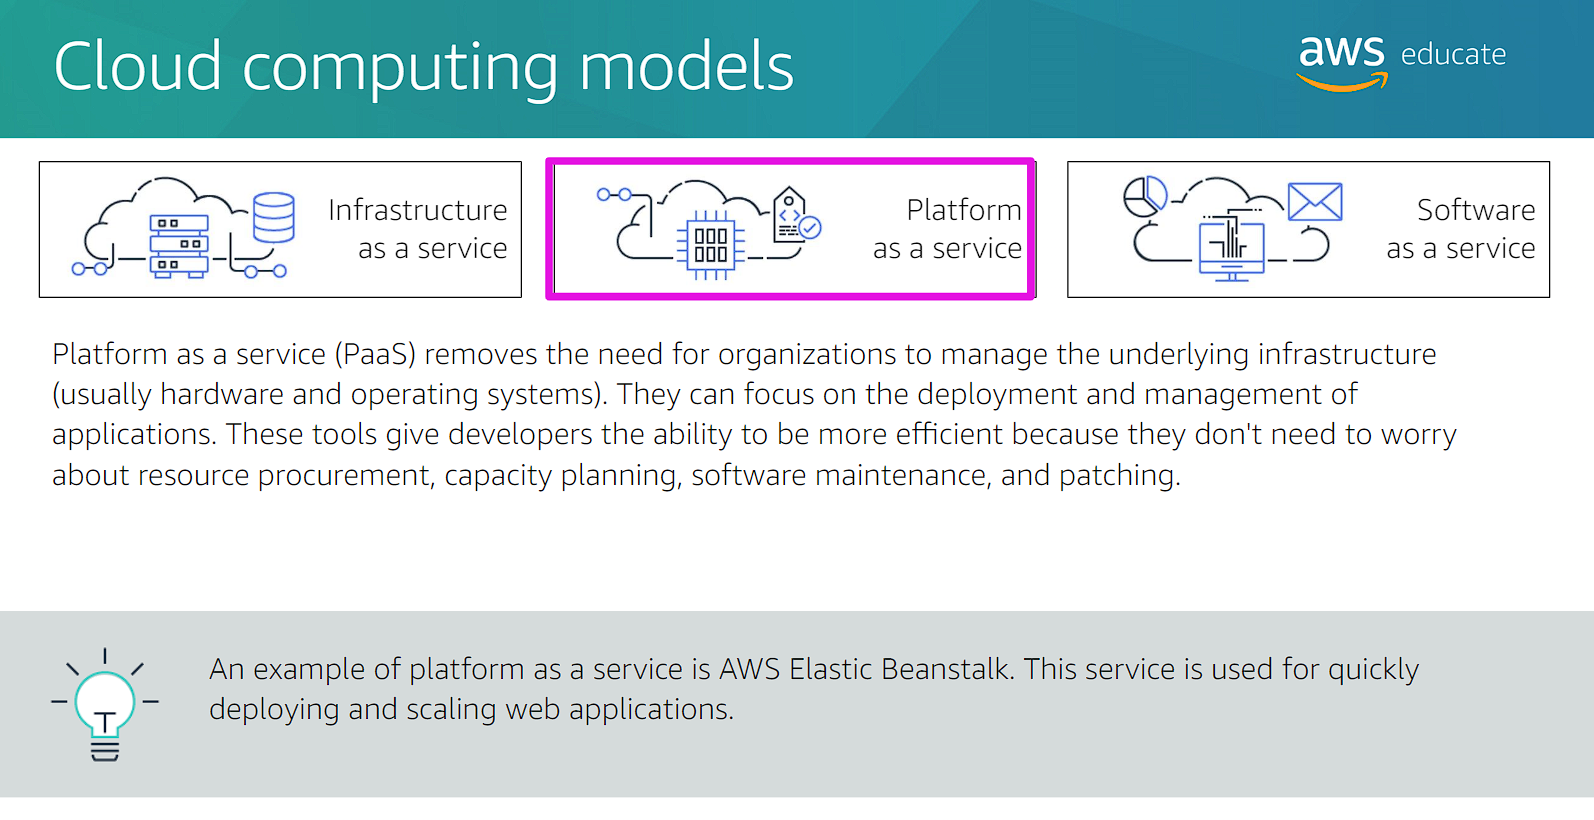 Cloud computing models
aws educate
Infrastructure
as a service
Platform
as a service
Software
as a service
Platform as a service (PaaS) removes the need for organizations to manage the underlying infrastructure
(usually hardware and operating systems). They can focus on the deployment and management of
applications. These tools give developers the ability to be more efficient because they don't need to worry
about resource procurement, capacity planning, software maintenance, and patching.
An example of platform as a service is AWS Elastic Beanstalk. This service is used for quickly
deploying and scaling web applications.